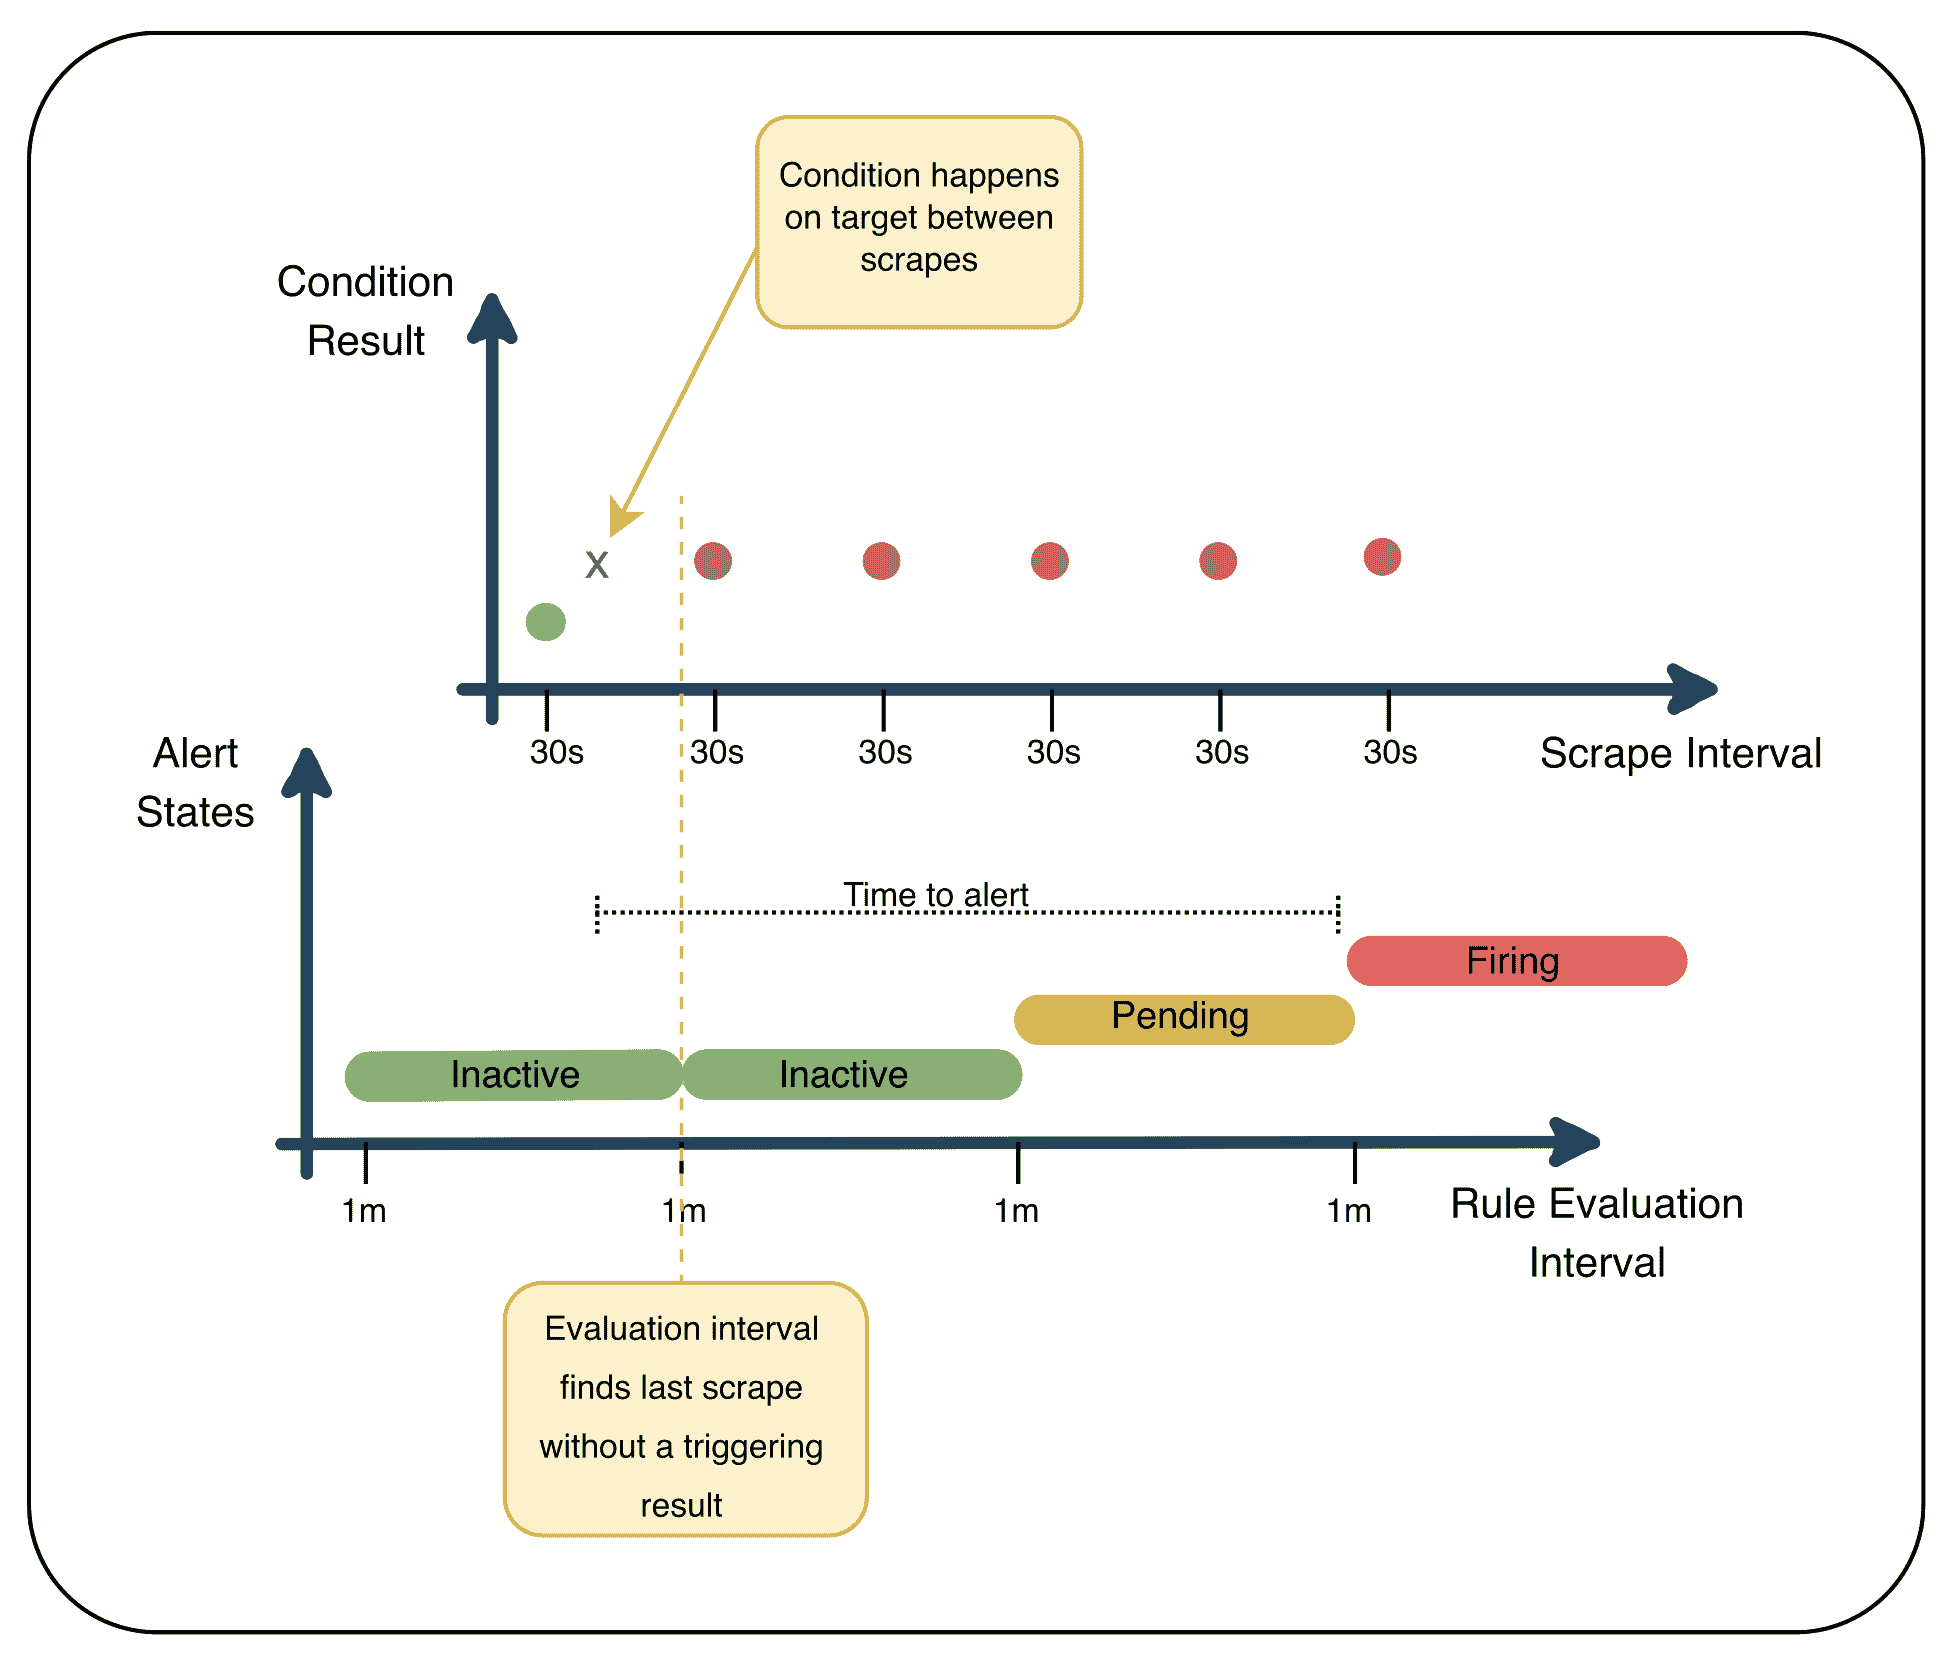 Condition happens
on target between
scrapes
Condition
Result
x
30s 30s 30s 30s 30s 30s
Scrape Interval
Alert
States
Time to alert
Firing
Pending
Inactive Inactive
1m 1m 1m 1m
Rule Evaluation
Interval
Evaluation interval
finds last scrape
without a triggering
result